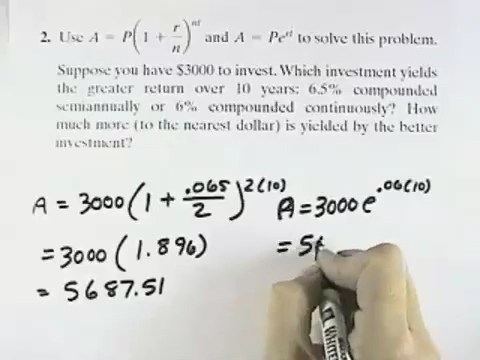 2. Use A = P(1 + r/n)^nt and A = Pe^rt to solve this problem.
Suppose you have $3000 to invest. Which investment yields
the greater return over 10 years: 6.5% compounded
semiannually or 6% compounded continuously? How
much more (to the nearest dollar) is yielded by the better
investment?
A = 3000(1 + .065/2)^2(10)
= 3000(1.896)
= 5687.51
A = 3000e^.06(10)
= 5